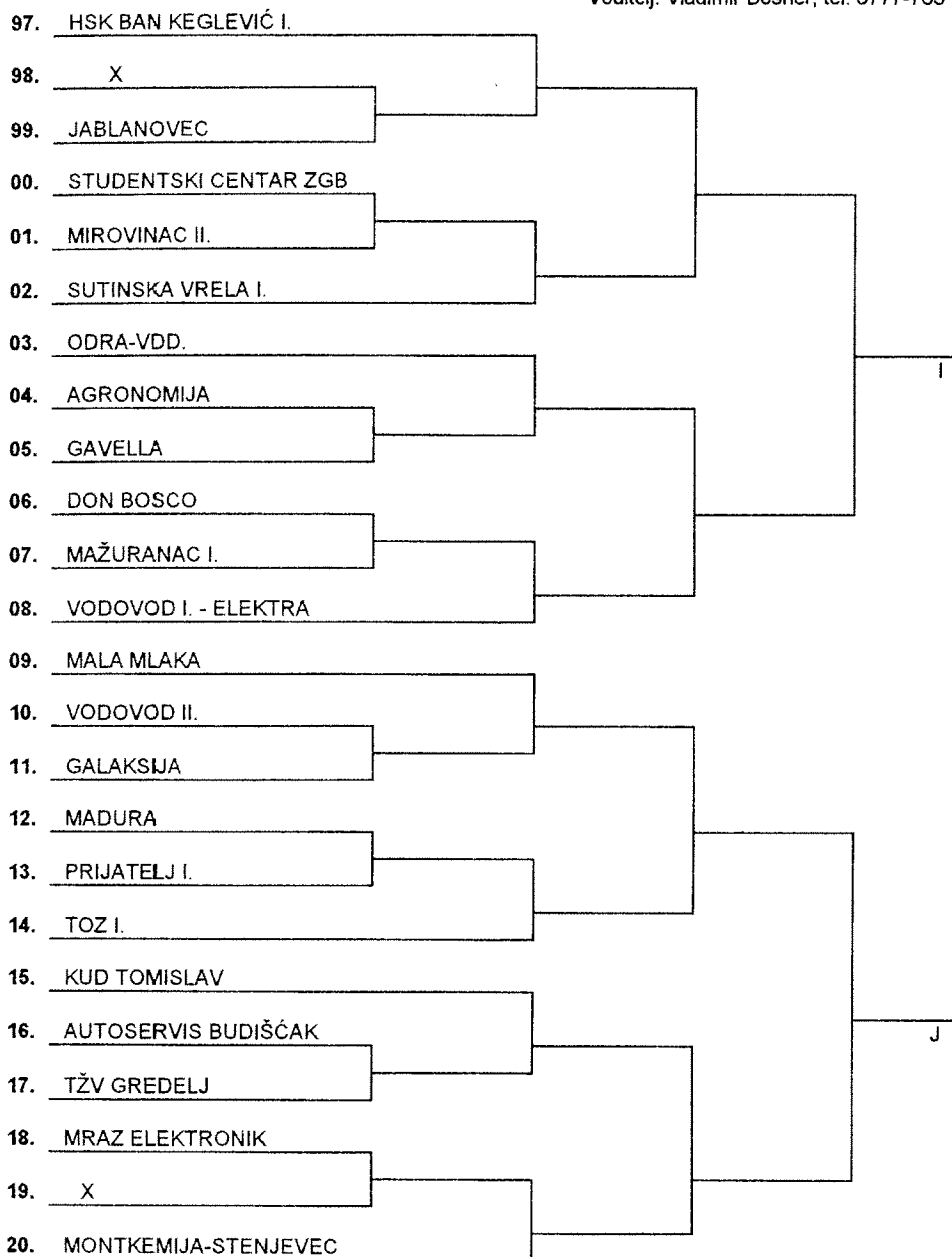 97. HSK BAN KEGLEVIĆ I.
98. X
99. JABLANOVEC
00. STUDENTSKI CENTAR ZGB
01. MIROVINAC II.
02. SUTINSKA VRELA I.
03. ODRA-VDD.
04. AGRONOMIJA
05. GAVELLA
06. DON BOSCO
07. MAŽURANAC I.
08. VODOVOD I. - ELEKTRA
09. MALA MLAKA
10. VODOVOD II.
11. GALAKSIJA
12. MADURA
13. PRIJATELJ I.
14. TOZ I.
15. KUD TOMISLAV
16. AUTOSERVIS BUDIŠĆAK
17. TŽV GREDELJ
18. MRAZ ELEKTRONIK
19. X
20. MONTKEMIJA-STENJEVEC
I
J